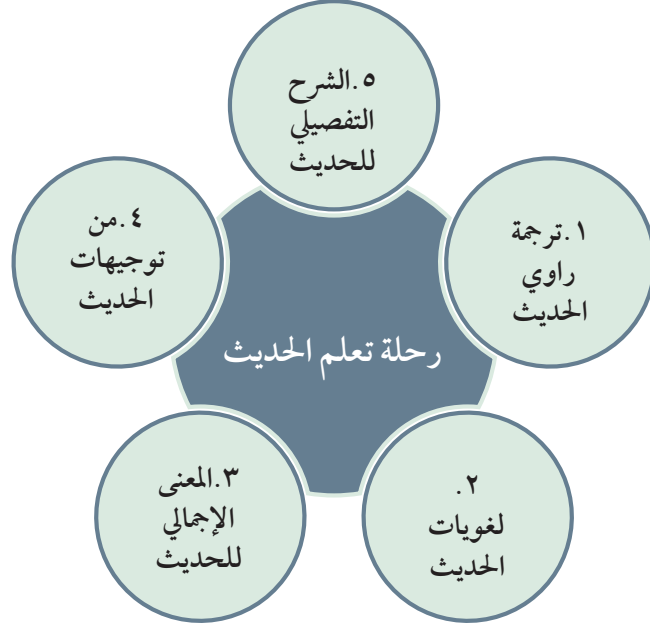 رحلة تعلم الحديث
١.ترجمة
راوي
الحديث
٢.
لغويات
الحديث
٣.المعنى
الإجمالي
للحديث
٤.من
توجيهات
الحديث
٥.الشرح
التفصيلي
للحديث